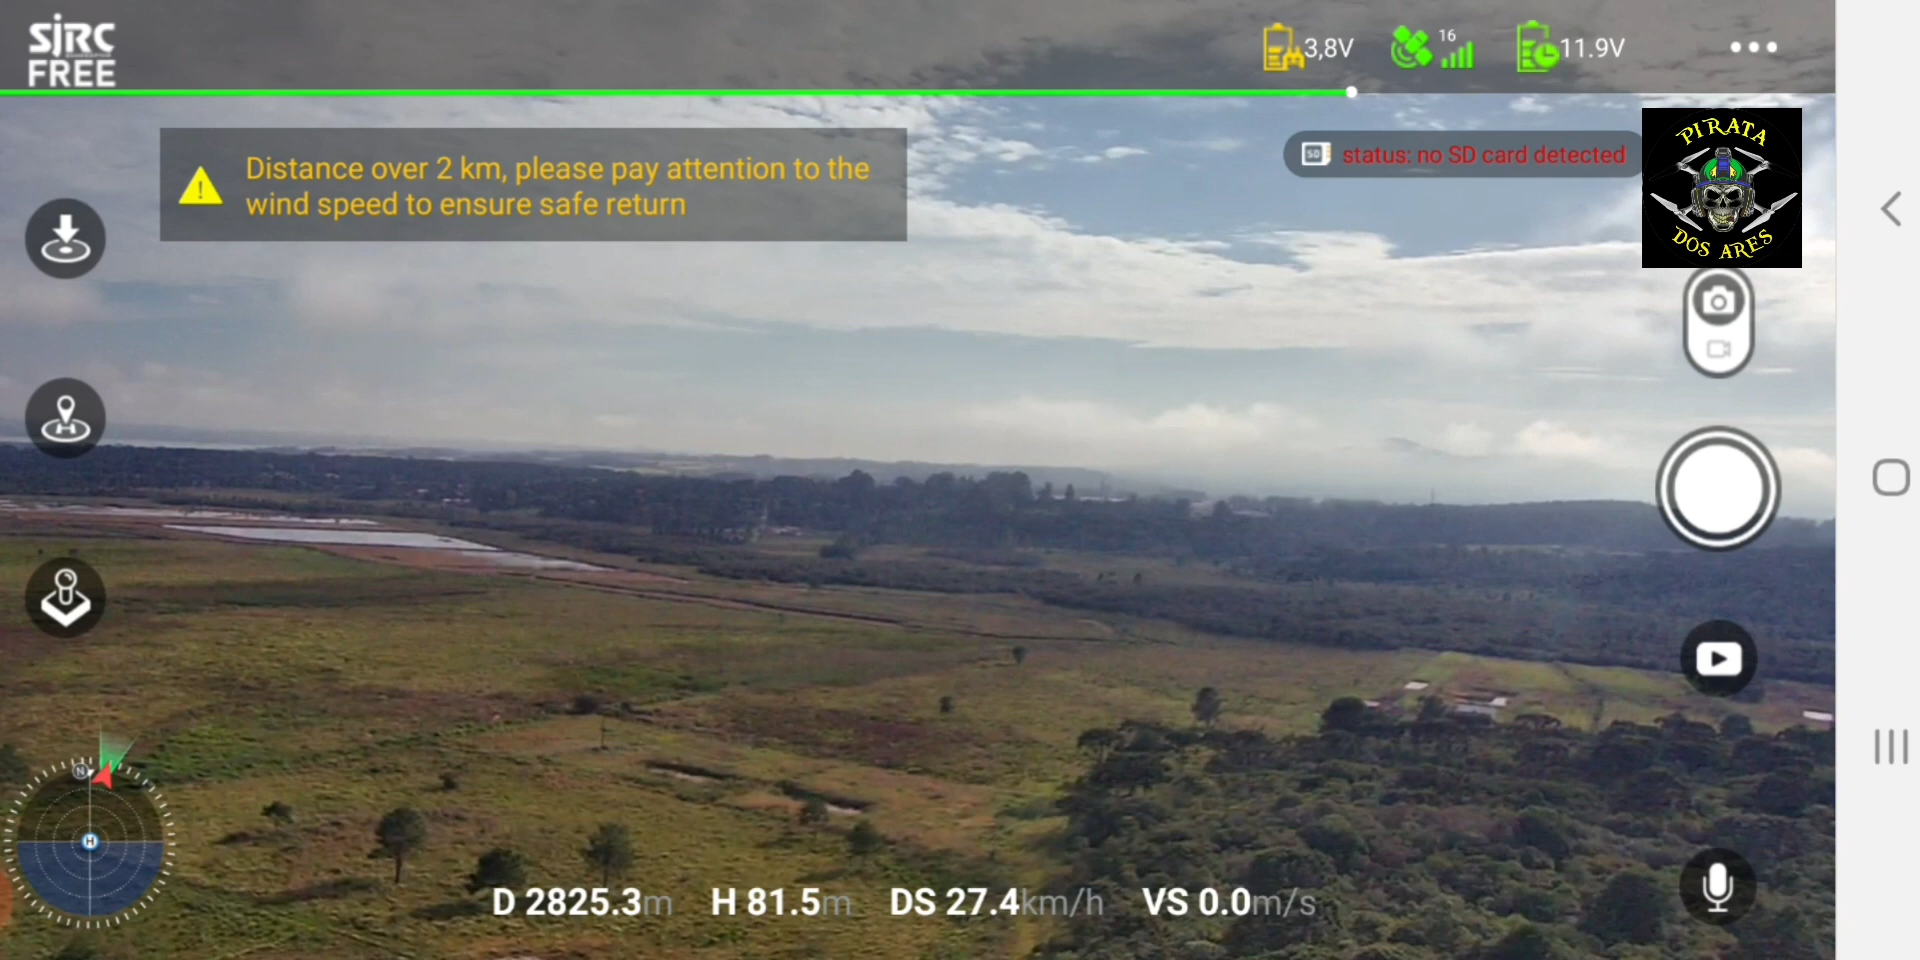 SJRC
FREE
3,8V
16
11.9V
Distance over 2 km, please pay attention to the
wind speed to ensure safe return
SD
status: no SD card detected
PIRATA
DOS ARES
N
H
D 2825.3m H 81.5m DS 27.4km/h VS 0.0m/s